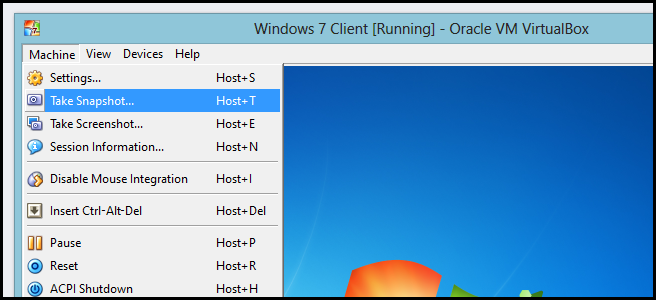 Windows 7 Client [Running] - Oracle VM VirtualBox
Machine View Devices Help
Settings... Host+S
Take Snapshot... Host+T
Take Screenshot... Host+E
Session Information... Host+N
Disable Mouse Integration Host+I
Insert Ctrl-Alt-Del Host+Del
Pause Host+P
Reset Host+R
ACPI Shutdown Host+H